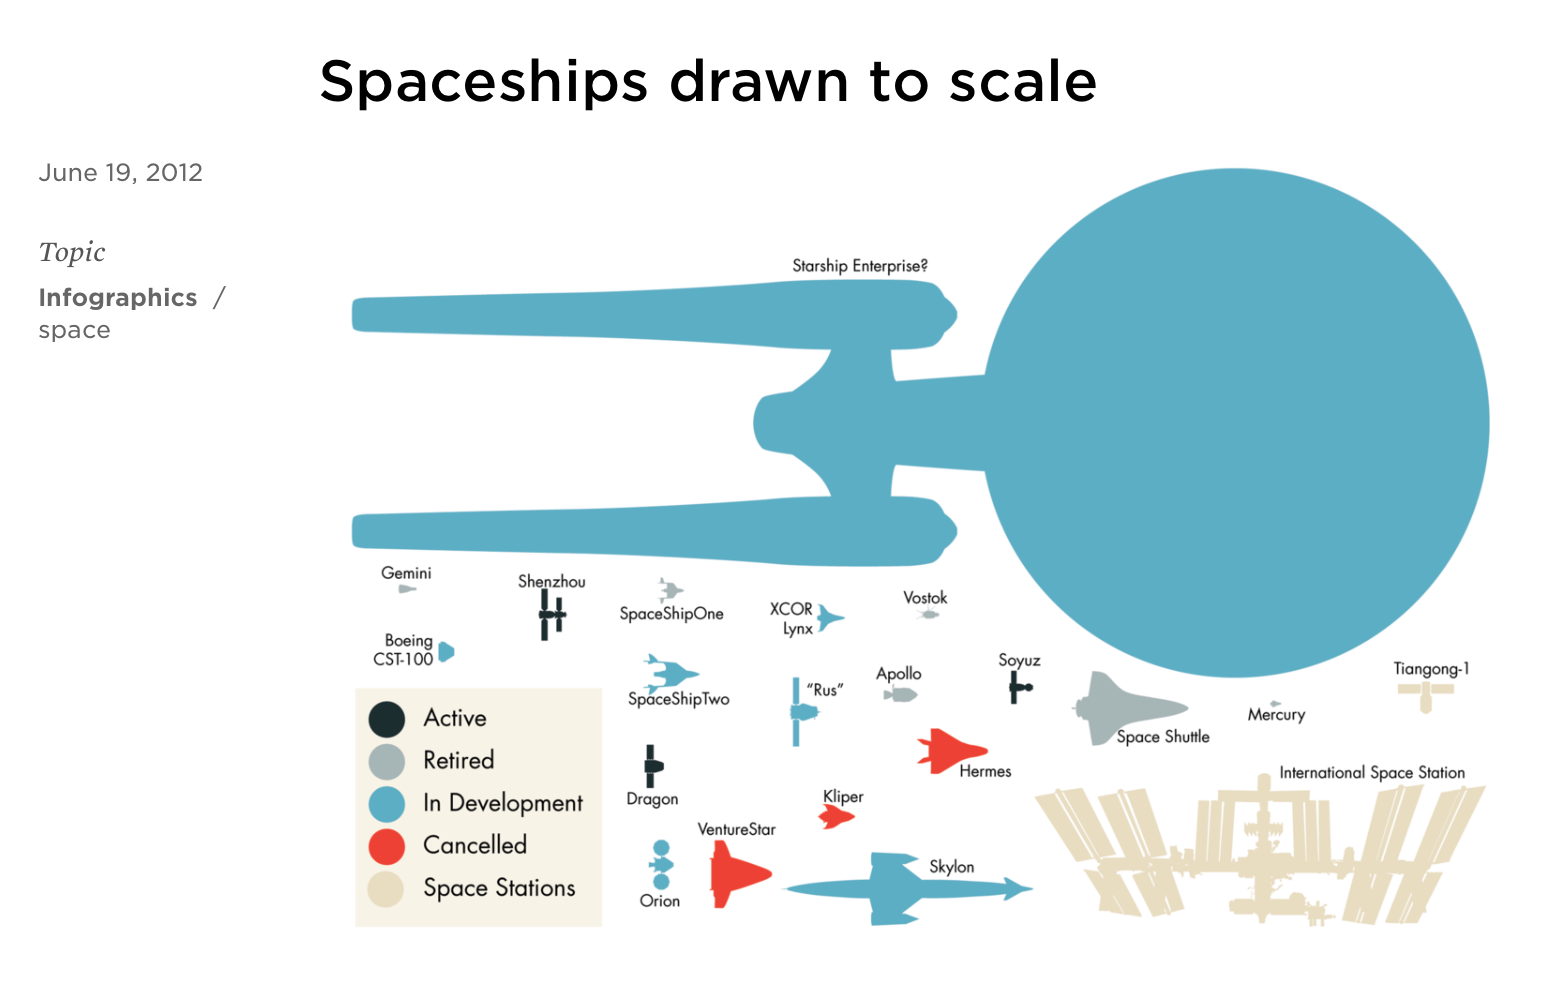 Spaceships drawn to scale
June 19, 2012
Topic
Infographics /
space
Starship Enterprise?
Gemini
Shenzhou
SpaceShipOne
XCOR
Lynx
Vostok
Boeing
CST-100
SpaceShipTwo
"Rus"
Apollo
Soyuz
Space Shuttle
Mercury
Tiangong-1
Active
Retired
In Development
Cancelled
Space Stations
Dragon
Hermes
Kliper
International Space Station
Orion
VentureStar
Skylon